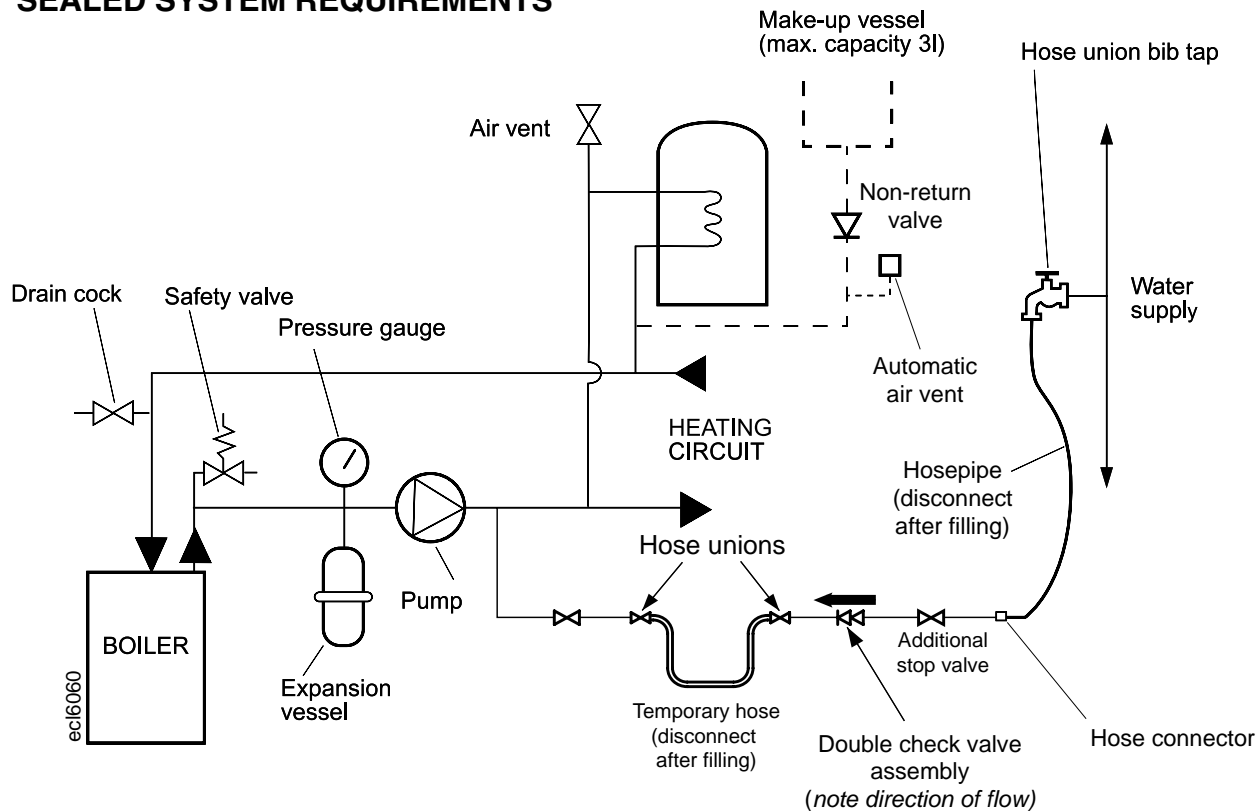 SEALED SYSTEM REQUIREMENTS
Make-up vessel
(max. capacity 3l)
Hose union bib tap
Air vent
Non-return
valve
Drain cock
Safety valve
Pressure gauge
Water
supply
Automatic
air vent
HEATING
CIRCUIT
Hosepipe
(disconnect
after filling)
Hose unions
Pump
BOILER
Additional
stop valve
ecl6060
Expansion
vessel
Temporary hose
(disconnect
after filling)
Double check valve
assembly
(note direction of flow)
Hose connector